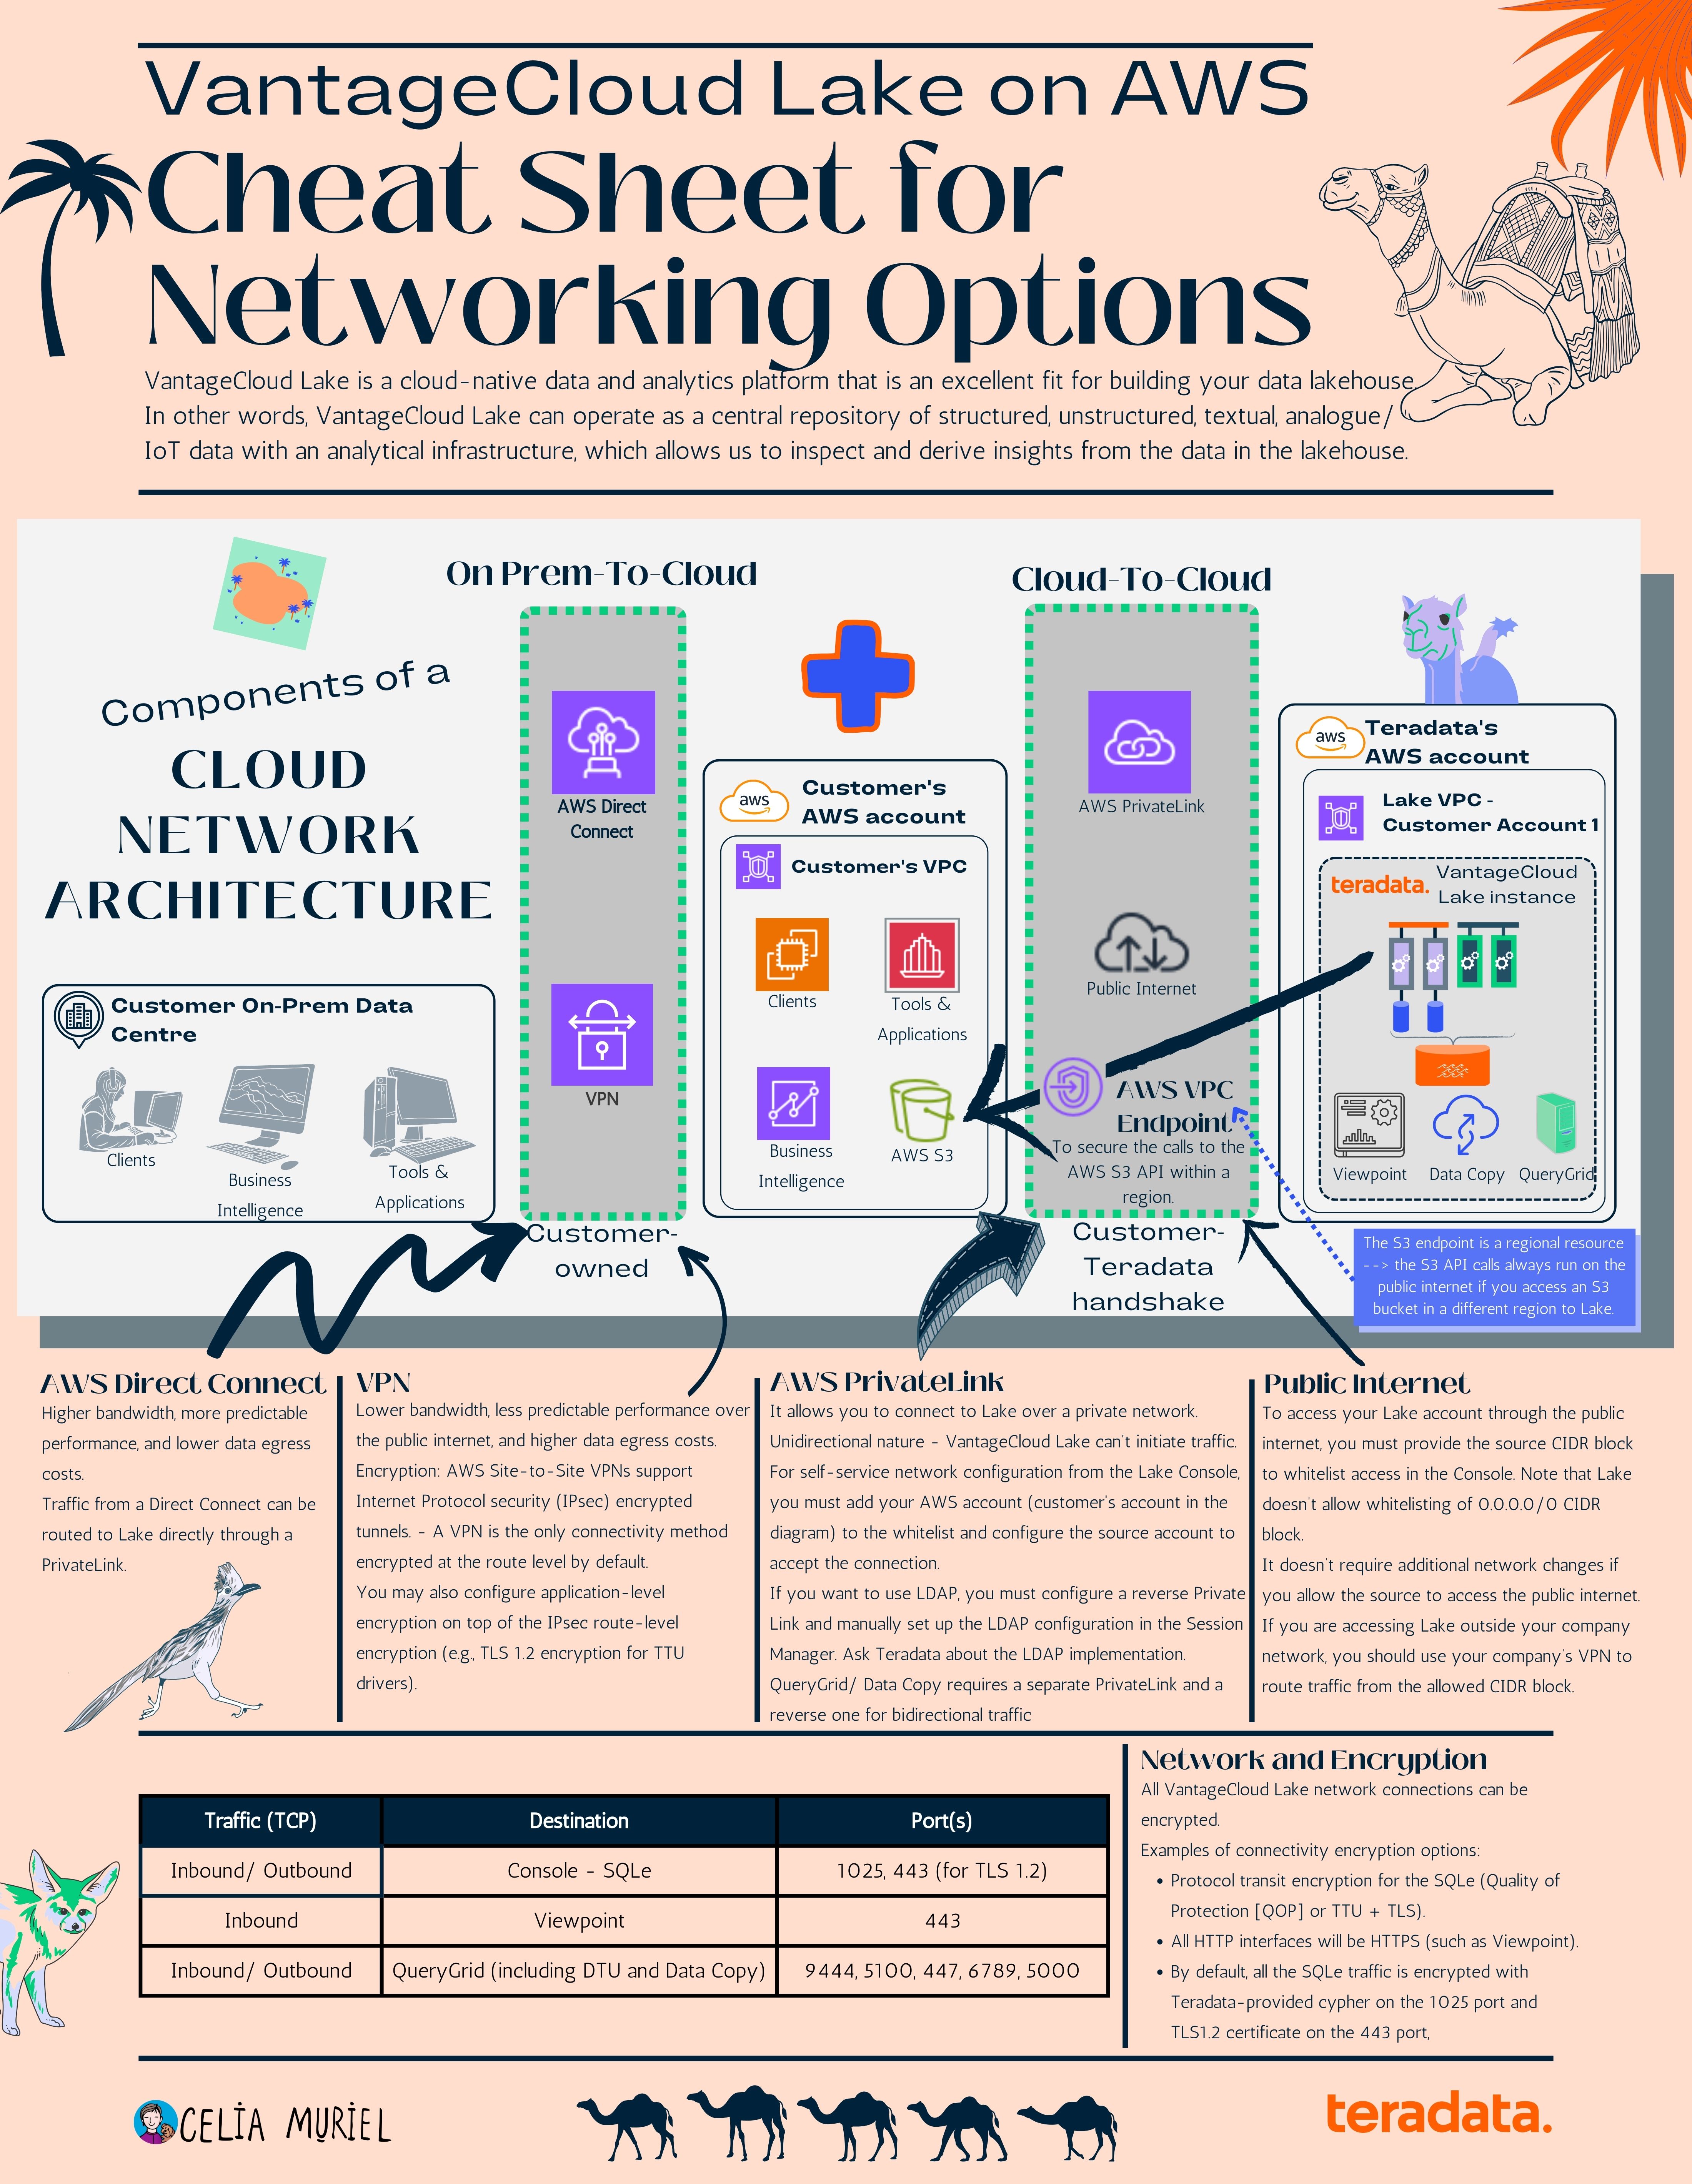 VantageCloud Lake on AWS
Cheat Sheet for
Networking Options
VantageCloud Lake is a cloud-native data and analytics platform that is an excellent fit for building your data lakehouse.
In other words, VantageCloud Lake can operate as a central repository of structured, unstructured, textual, analogue/
IoT data with an analytical infrastructure, which allows us to inspect and derive insights from the data in the lakehouse.
Components of a
CLOUD
NETWORK
ARCHITECTURE
Customer On-Prem Data
Centre
Clients
Business
Intelligence
Tools &
Applications
On Prem-To-Cloud
AWS Direct
Connect
VPN
Customer-
owned
aws
Customer's
AWS account
Customer's VPC
Clients
Tools &
Applications
Business
Intelligence
AWS S3
Cloud-To-Cloud
AWS PrivateLink
Public Internet
AWS VPC
Endpoint
To secure the calls to the
AWS S3 API within a
region.
Customer-
Teradata
handshake
aws
Teradata's
AWS account
Lake VPC -
Customer Account 1
teradata.
VantageCloud
Lake instance
Viewpoint
Data Copy
QueryGrid
The S3 endpoint is a regional resource
--> the S3 API calls always run on the
public internet if you access an S3
bucket in a different region to Lake.
AWS Direct Connect
Higher bandwidth, more predictable
performance, and lower data egress
costs.
Traffic from a Direct Connect can be
routed to Lake directly through a
PrivateLink.
VPN
Lower bandwidth, less predictable performance over
the public internet, and higher data egress costs.
Encryption: AWS Site-to-Site VPNs support
Internet Protocol security (IPsec) encrypted
tunnels. - A VPN is the only connectivity method
encrypted at the route level by default.
You may also configure application-level
encryption on top of the IPsec route-level
encryption (e.g., TLS 1.2 encryption for TTU
drivers).
AWS PrivateLink
It allows you to connect to Lake over a private network.
Unidirectional nature - VantageCloud Lake can't initiate traffic.
For self-service network configuration from the Lake Console,
you must add your AWS account (customer's account in the
diagram) to the whitelist and configure the source account to
accept the connection.
If you want to use LDAP, you must configure a reverse Private
Link and manually set up the LDAP configuration in the Session
Manager. Ask Teradata about the LDAP implementation.
QueryGrid/ Data Copy requires a separate PrivateLink and a
reverse one for bidirectional traffic
Public Internet
To access your Lake account through the public
internet, you must provide the source CIDR block
to whitelist access in the Console. Note that Lake
doesn't allow whitelisting of 0.0.0.0/0 CIDR
block.
It doesn't require additional network changes if
you allow the source to access the public internet.
If you are accessing Lake outside your company
network, you should use your company's VPN to
route traffic from the allowed CIDR block.
Traffic (TCP) Destination Port(s)
Inbound/ Outbound Console - SQLe 1025, 443 (for TLS 1.2)
Inbound Viewpoint 443
Inbound/ Outbound QueryGrid (including DTU and Data Copy) 9444, 5100, 447, 6789, 5000
Network and Encryption
All VantageCloud Lake network connections can be
encrypted.
Examples of connectivity encryption options:
• Protocol transit encryption for the SQLe (Quality of
Protection [QOP] or TTU + TLS).
• All HTTP interfaces will be HTTPS (such as Viewpoint).
• By default, all the SQLe traffic is encrypted with
Teradata-provided cypher on the 1025 port and
TLS1.2 certificate on the 443 port,
CELIA MURIEL
teradata.